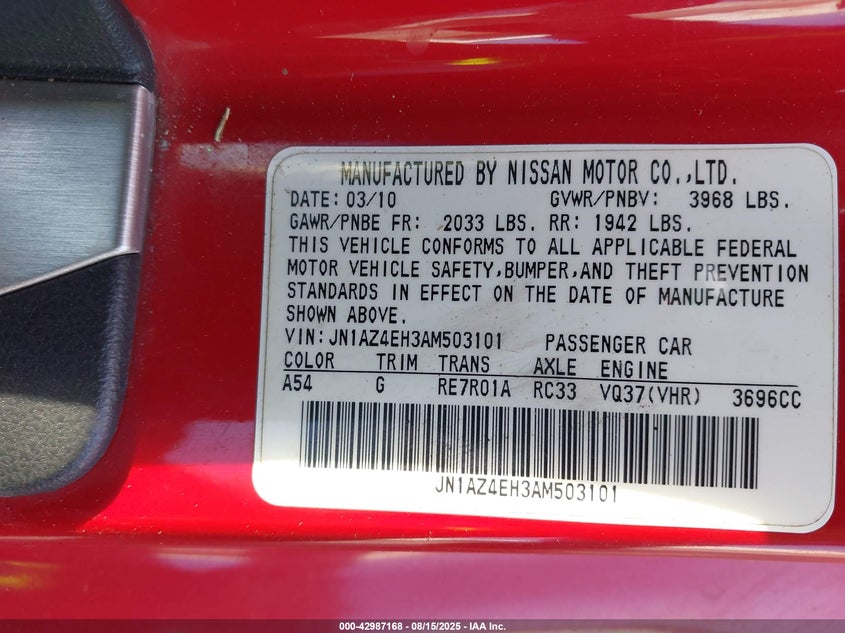 MANUFACTURED BY NISSAN MOTOR CO.,LTD.
DATE: 03/10 GVWR/PNBV: 3968 LBS.
GAWR/PNBE FR: 2033 LBS. RR: 1942 LBS.
THIS VEHICLE CONFORMS TO ALL APPLICABLE FEDERAL
MOTOR VEHICLE SAFETY,BUMPER,AND THEFT PREVENTION
STANDARDS IN EFFECT ON THE DATE OF MANUFACTURE
SHOWN ABOVE.
VIN:JN1AZ4EH3AM503101 PASSENGER CAR
COLOR TRIM TRANS AXLE ENGINE
A54 G RE7R01A RC33 VQ37(VHR) 3696CC
JN1AZ4EH3AM503101
000-42987168 - 08/15/2025 - IAA Inc.